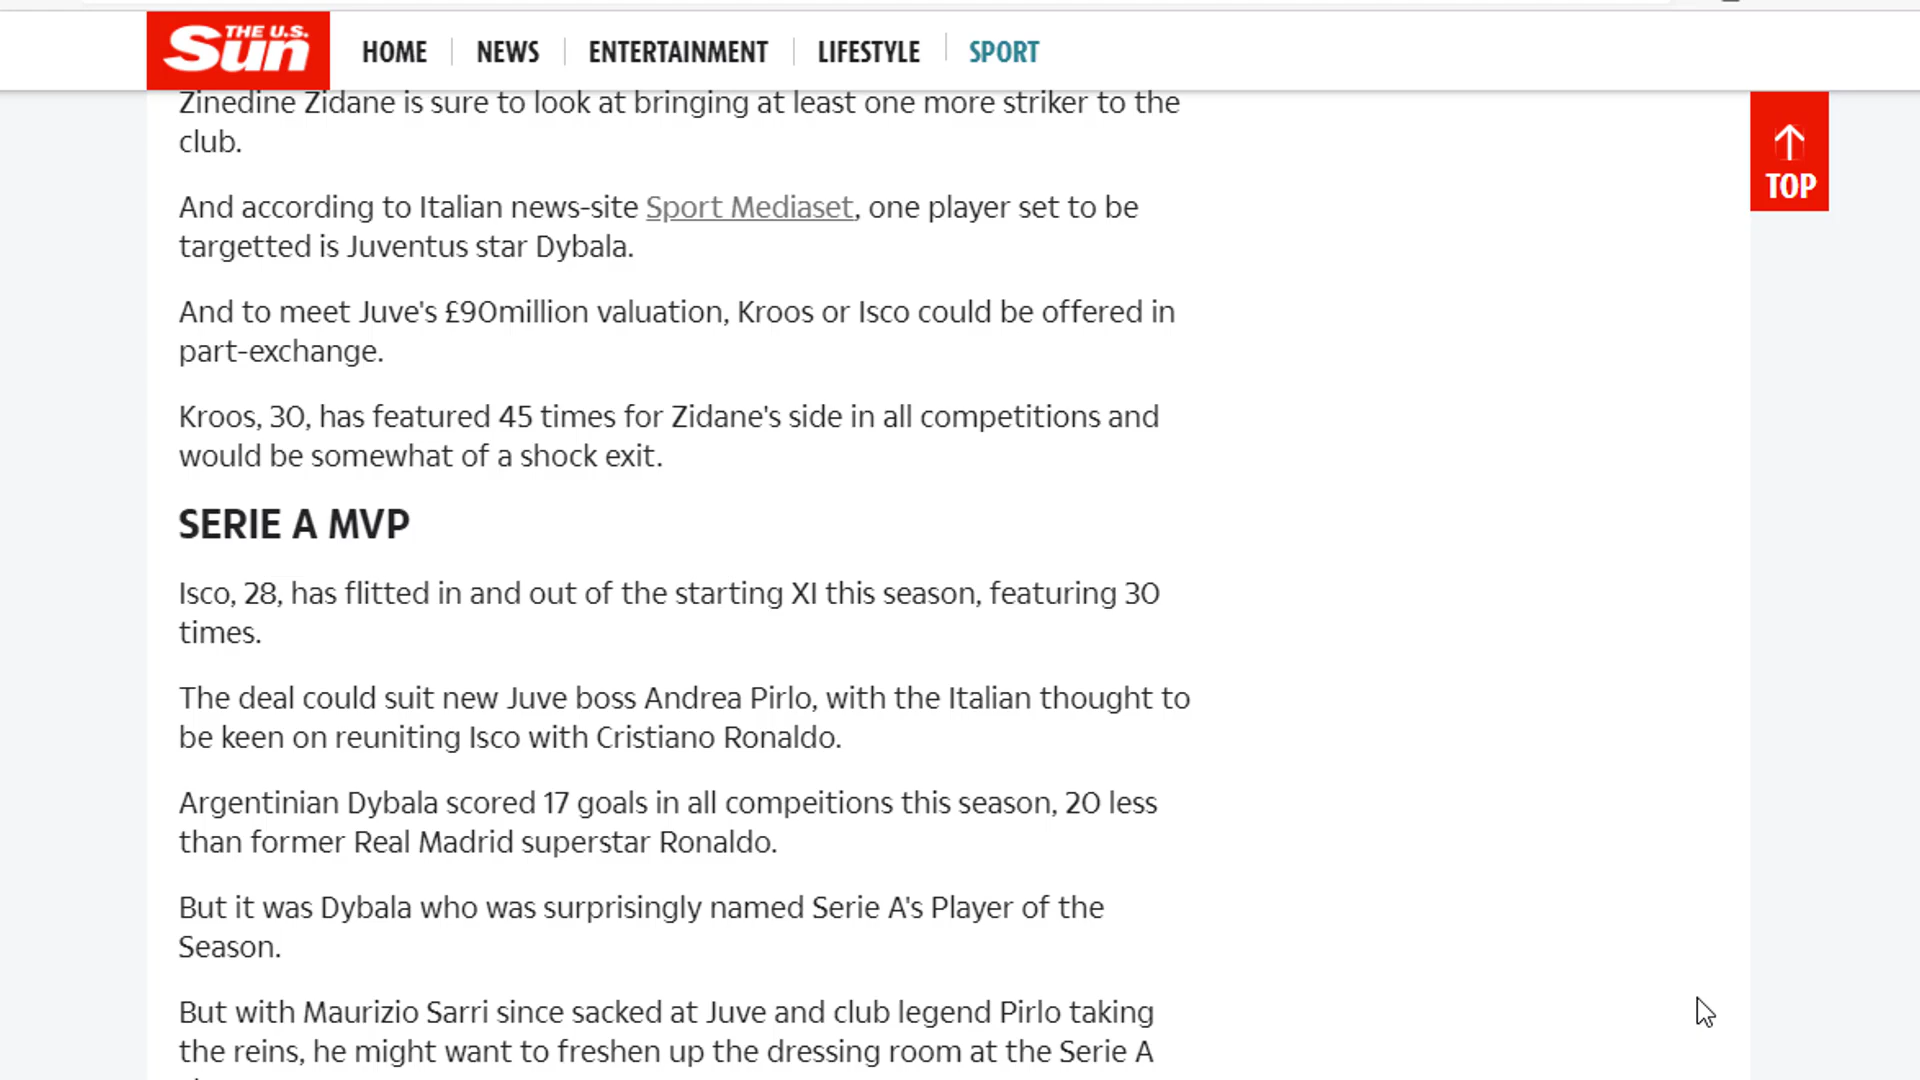 THE U.S.
Sun
HOME
NEWS
ENTERTAINMENT
LIFESTYLE
SPORT
Zinedine Zidane is sure to look at bringing at least one more striker to the
club.
TOP
And according to Italian news-site Sport Mediaset, one player set to be
targetted is Juventus star Dybala.
And to meet Juve's £90million valuation, Kroos or Isco could be offered in
part-exchange.
Kroos, 30, has featured 45 times for Zidane's side in all competitions and
would be somewhat of a shock exit.
SERIE A MVP
Isco, 28, has flitted in and out of the starting XI this season, featuring 30
times.
The deal could suit new Juve boss Andrea Pirlo, with the Italian thought to
be keen on reuniting Isco with Cristiano Ronaldo.
Argentinian Dybala scored 17 goals in all compeitions this season, 20 less
than former Real Madrid superstar Ronaldo.
But it was Dybala who was surprisingly named Serie A's Player of the
Season.
But with Maurizio Sarri since sacked at Juve and club legend Pirlo taking
the reins, he might want to freshen up the dressing room at the Serie A